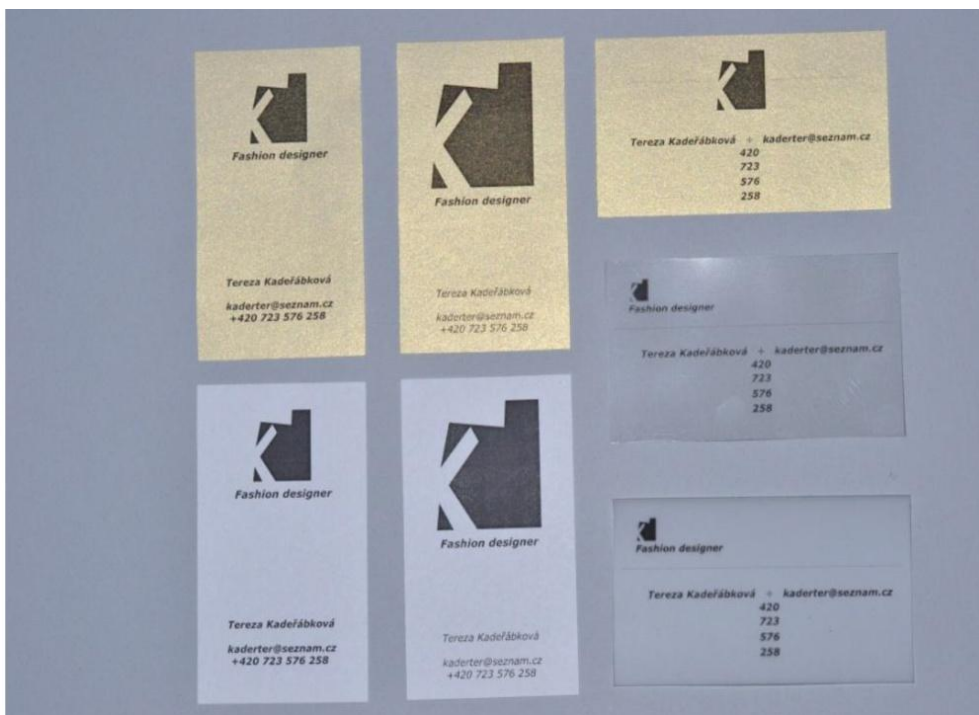 K
Fashion designer
Tereza Kadeřábková
kaderter@seznam.cz
+420 723 576 258
K
Fashion designer
Tereza Kadeřábková
kaderter@seznam.cz
+420 723 576 258
K
Tereza Kadeřábková + kaderter@seznam.cz
420
723
576
258
K
Fashion designer
Tereza Kadeřábková + kaderter@seznam.cz
420
723
576
258
K
Fashion designer
Tereza Kadeřábková
kaderter@seznam.cz
+420 723 576 258
K
Fashion designer
Tereza Kadeřábková
kaderter@seznam.cz
+420 723 576 258
K
Fashion designer
Tereza Kadeřábková + kaderter@seznam.cz
420
723
576
258